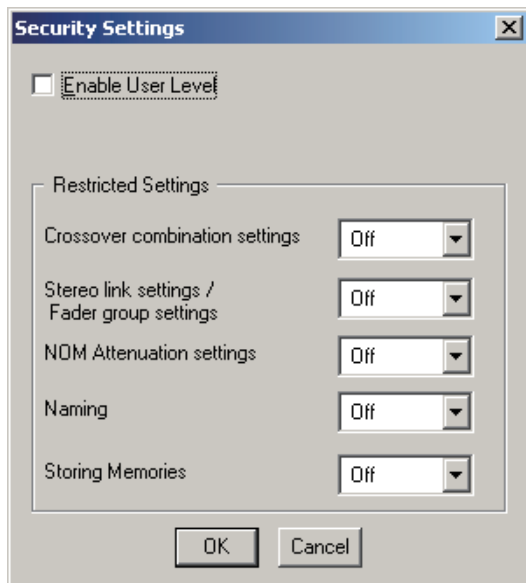 Security Settings
Enable User Level
Restricted Settings
Crossover combination settings
Off
Stereo link settings /
Fader group settings
Off
NOM Attenuation settings
Off
Naming
Off
Storing Memories
Off
OK
Cancel